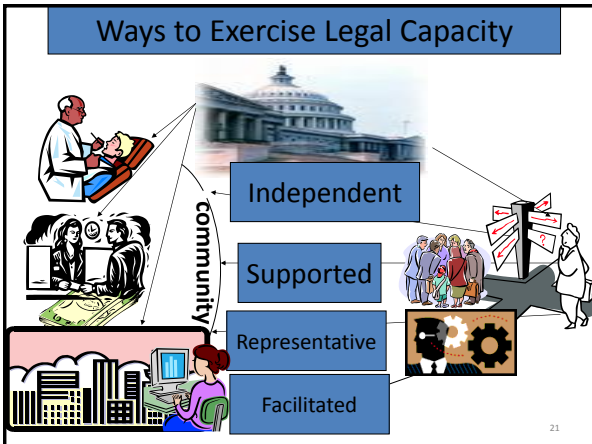 Ways to Exercise Legal Capacity
Independent
community
Supported
?
Representative
Facilitated
21